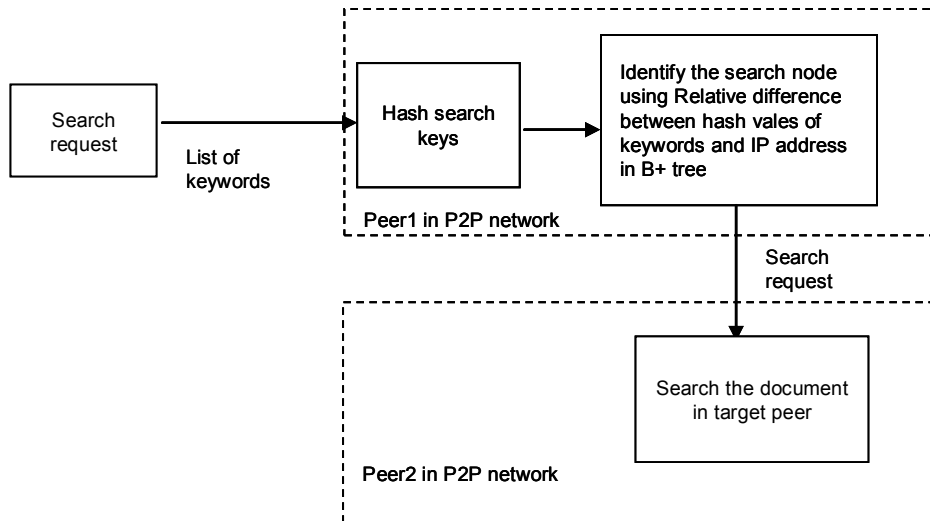 Search
request
List of
keywords
Hash search
keys
Identify the search node
using Relative difference
between hash vales of
keywords and IP address
in B+ tree
Peer1 in P2P network
Search
request
Search the document
in target peer
Peer2 in P2P network